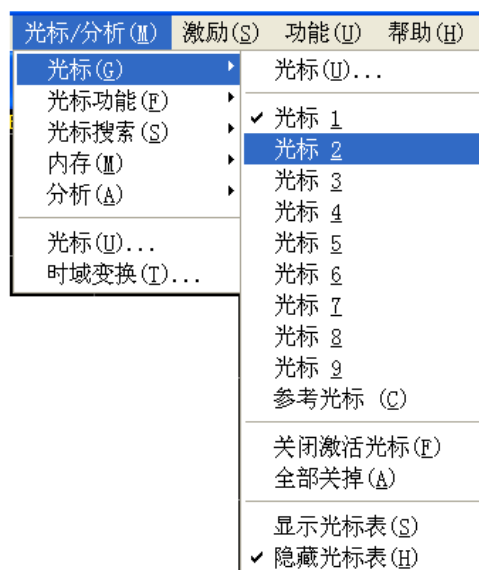 光标/分析(M) 激励(S) 功能(U) 帮助(H)
光标(G)
光标功能(F)
光标搜索(S)
内存(M)
分析(A)
光标(U)...
时域变换(T)...
光标(U)...
✓ 光标 1
光标 2
光标 3
光标 4
光标 5
光标 6
光标 7
光标 8
光标 9
参考光标 (C)
关闭激活光标(F)
全部关掉(A)
显示光标表(S)
✓ 隐藏光标表(H)